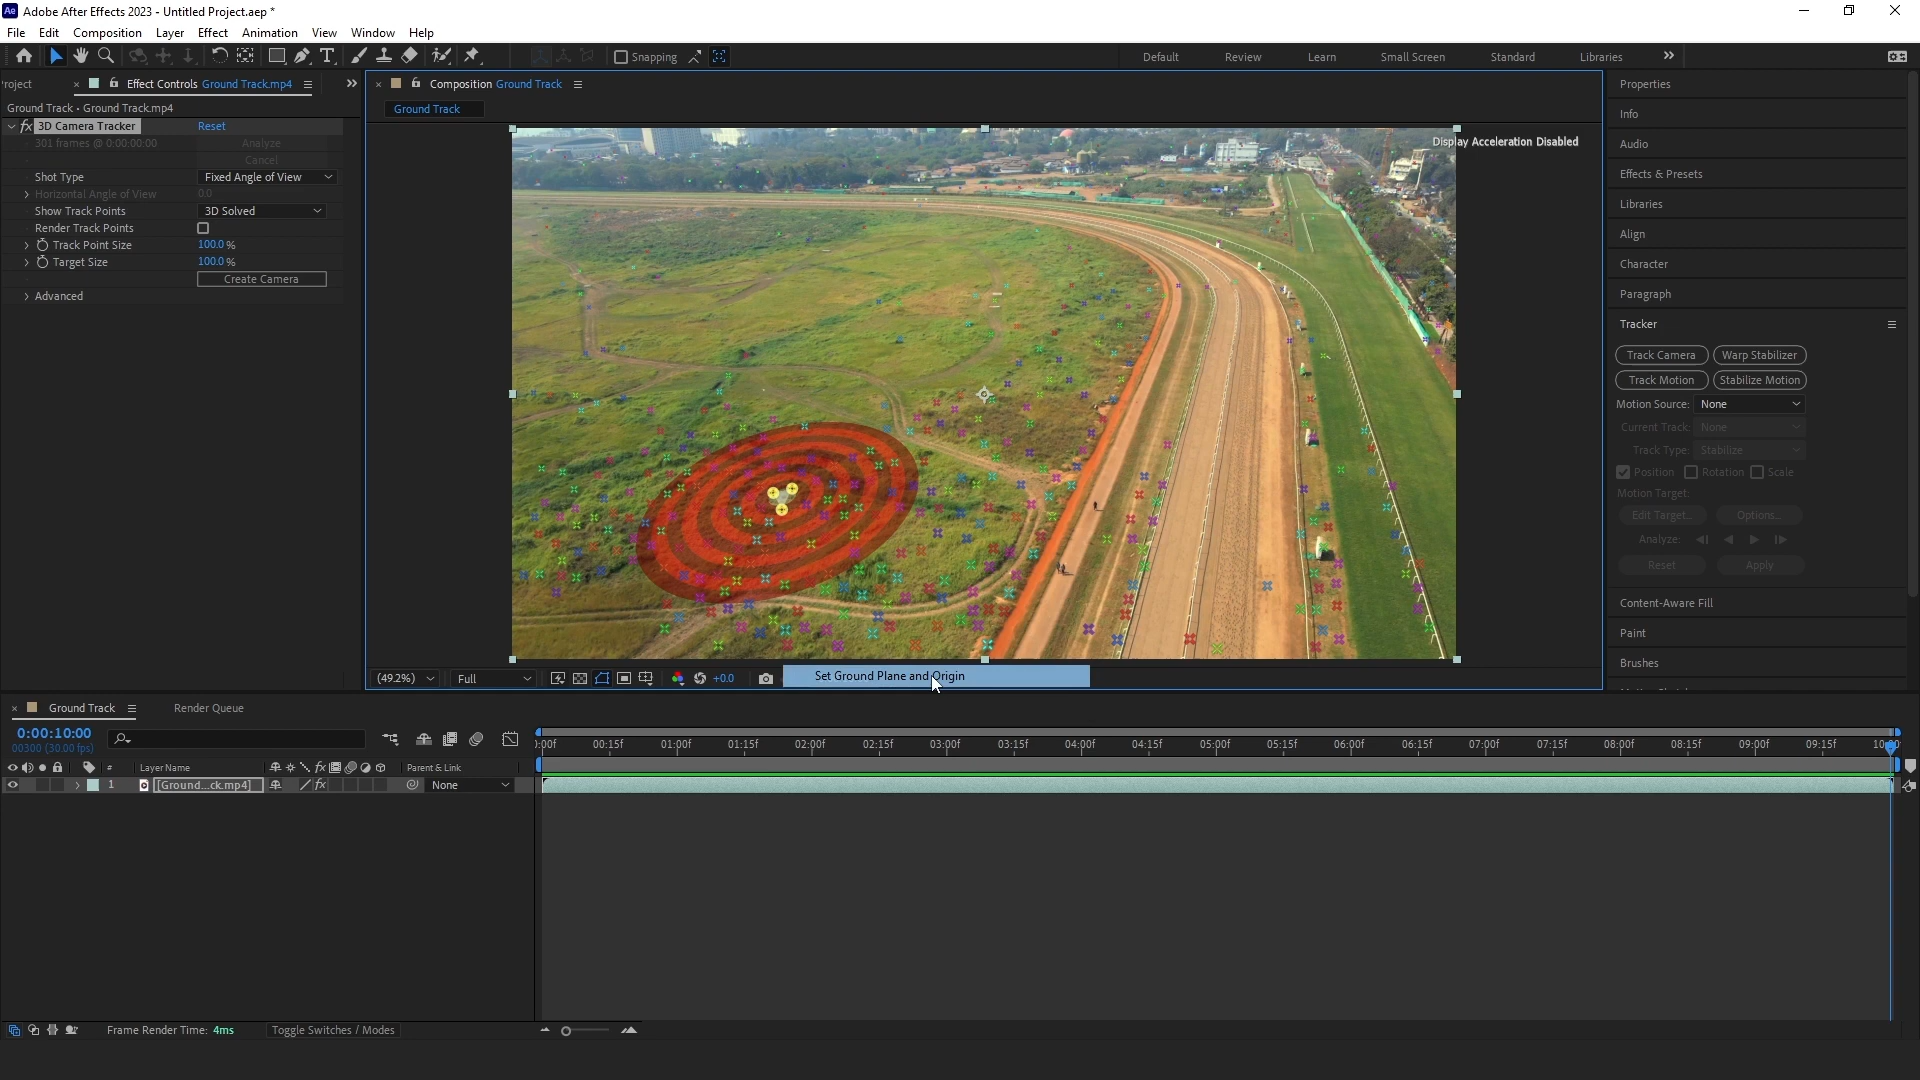 Ae Adobe After Effects 2023 - Untitled Project.aep *
File Edit Composition Layer Effect Animation View Window Help
Snapping
Default Review Learn Small Screen Standard Libraries
roject
Effect Controls Ground Track.mp4
Composition Ground Track
Ground Track • Ground Track.mp4
Ground Track
fx 3D Camera Tracker Reset
301 frames @ 0:00:00:00 Analyze
Cancel
Shot Type Fixed Angle of View
Horizontal Angle of View 0.0
Show Track Points 3D Solved
Render Track Points
Track Point Size 100.0 %
Target Size 100.0 %
Create Camera
Advanced
Display Acceleration Disabled
(49.2%) Full +0.0
Set Ground Plane and Origin
Properties
Info
Audio
Effects & Presets
Libraries
Align
Character
Paragraph
Tracker
Track Camera Warp Stabilizer
Track Motion Stabilize Motion
Motion Source: None
Current Track: None
Track Type: Stabilize
Position Rotation Scale
Motion Target:
Edit Target... Options...
Analyze:
Reset Apply
Content-Aware Fill
Paint
Brushes
Ground Track Render Queue
0:00:10:00
00300 (30.00 fps)
:00f 00:15f 01:00f 01:15f 02:00f 02:15f 03:00f 03:15f 04:00f 04:15f 05:00f 05:15f 06:00f 06:15f 07:00f 07:15f 08:00f 08:15f 09:00f 09:15f 10:00
# Layer Name fx Parent & Link
1 [Ground...ck.mp4] fx None
Frame Render Time: 4ms Toggle Switches / Modes